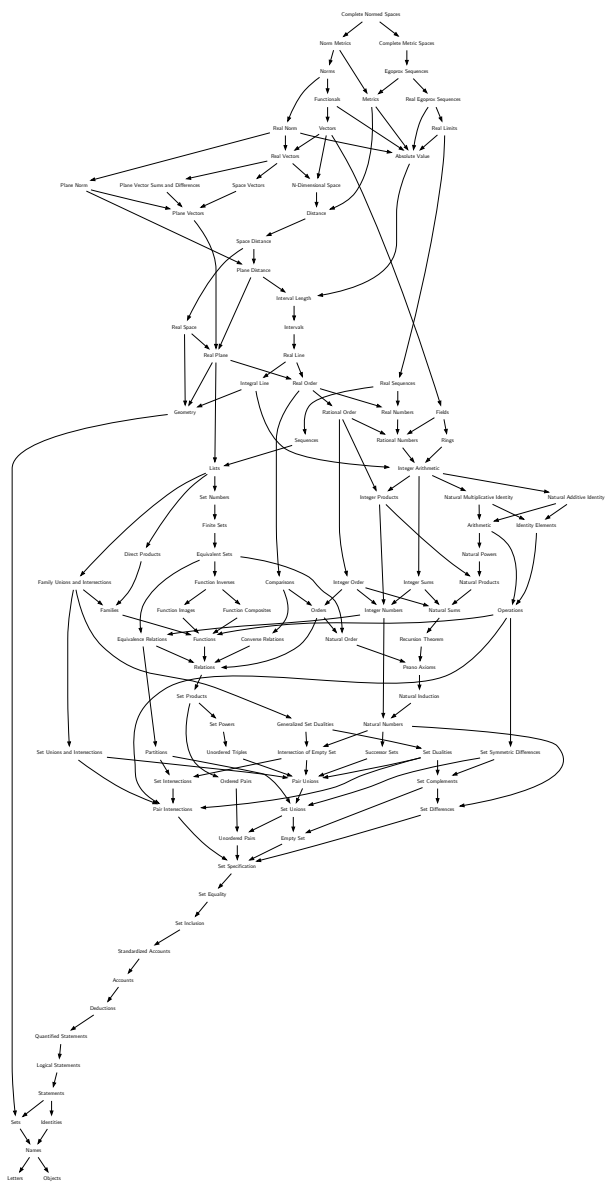 Complete Normed Spaces
Norm Metrics
Complete Metric Spaces
Norms
Egoprox Sequences
Functionals
Metrics
Real Egoprox Sequences
Real Norm
Vectors
Real Limits
Real Vectors
Absolute Value
Plane Norm
Plane Vector Sums and Differences
Space Vectors
N-Dimensional Space
Plane Vectors
Distance
Space Distance
Plane Distance
Interval Length
Real Space
Intervals
Real Plane
Real Line
Integral Line
Real Order
Real Sequences
Geometry
Rational Order
Real Numbers
Fields
Sequences
Rational Numbers
Rings
Lists
Integer Arithmetic
Set Numbers
Integer Products
Natural Multiplicative Identity
Natural Additive Identity
Finite Sets
Arithmetic
Identity Elements
Direct Products
Equivalent Sets
Natural Powers
Family Unions and Intersections
Function Inverses
Comparisons
Integer Order
Integer Sums
Natural Products
Families
Function Images
Function Composites
Orders
Integer Numbers
Natural Sums
Operations
Equivalence Relations
Functions
Converse Relations
Natural Order
Recursion Theorem
Relations
Peano Axioms
Set Products
Natural Induction
Set Powers
Generalized Set Dualities
Natural Numbers
Set Unions and Intersections
Partitions
Unordered Triples
Intersection of Empty Set
Successor Sets
Set Dualities
Set Symmetric Differences
Set Intersections
Ordered Pairs
Pair Unions
Set Complements
Pair Intersections
Set Unions
Set Differences
Unordered Pairs
Empty Set
Set Specification
Set Equality
Set Inclusion
Standardized Accounts
Accounts
Deductions
Quantified Statements
Logical Statements
Statements
Sets
Identities
Names
Letters
Objects